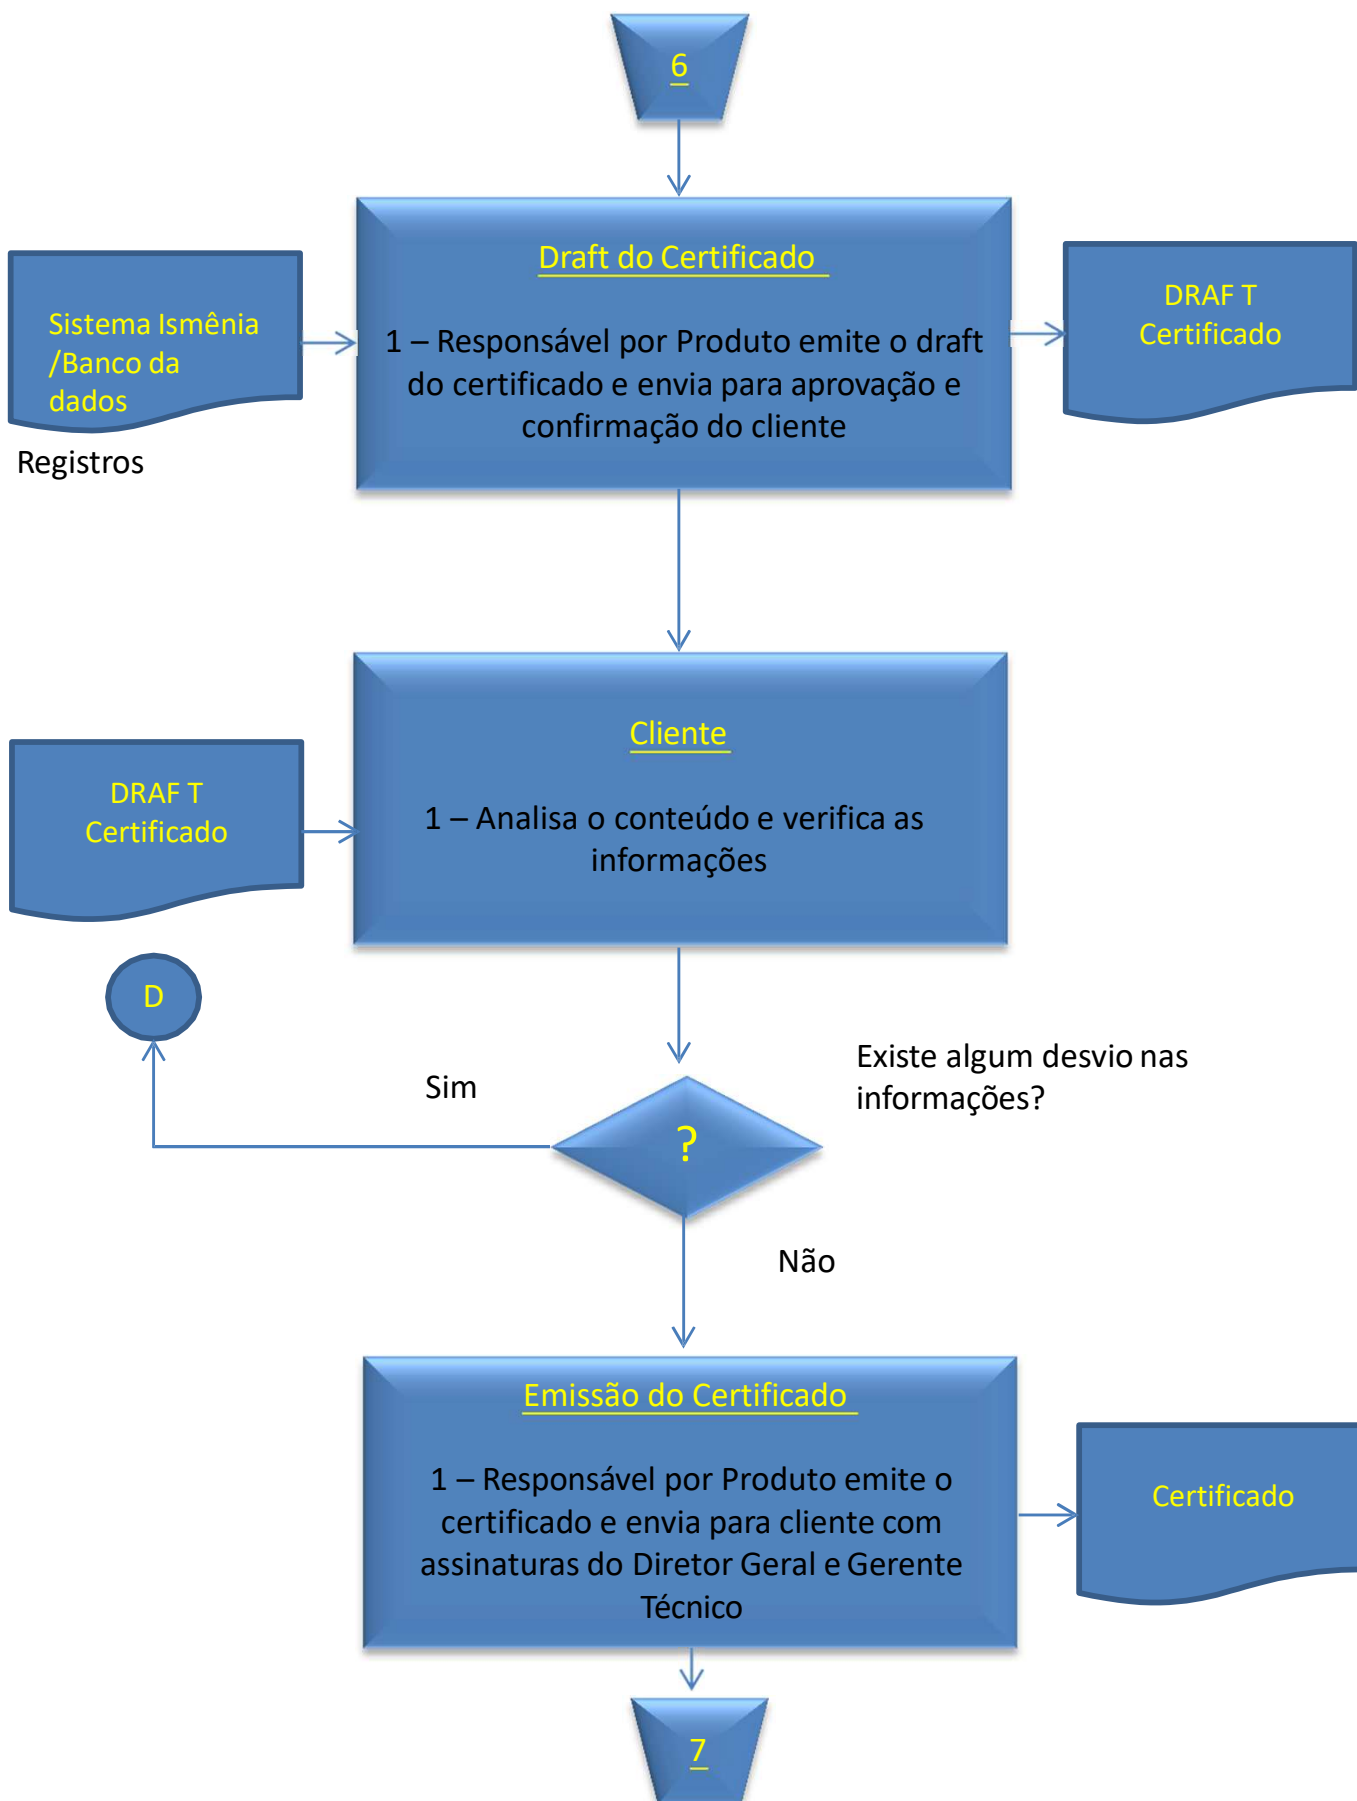 6
Draft do Certificado
1 – Responsável por Produto emite o draft
do certificado e envia para aprovação e
confirmação do cliente
Sistema Ismênia
/Banco da
dados
Registros
DRAF T
Certificado
Cliente
1 – Analisa o conteúdo e verifica as
informações
DRAF T
Certificado
D
Sim
?
Existe algum desvio nas
informações?
Não
Emissão do Certificado
1 – Responsável por Produto emite o
certificado e envia para cliente com
assinaturas do Diretor Geral e Gerente
Técnico
Certificado
7